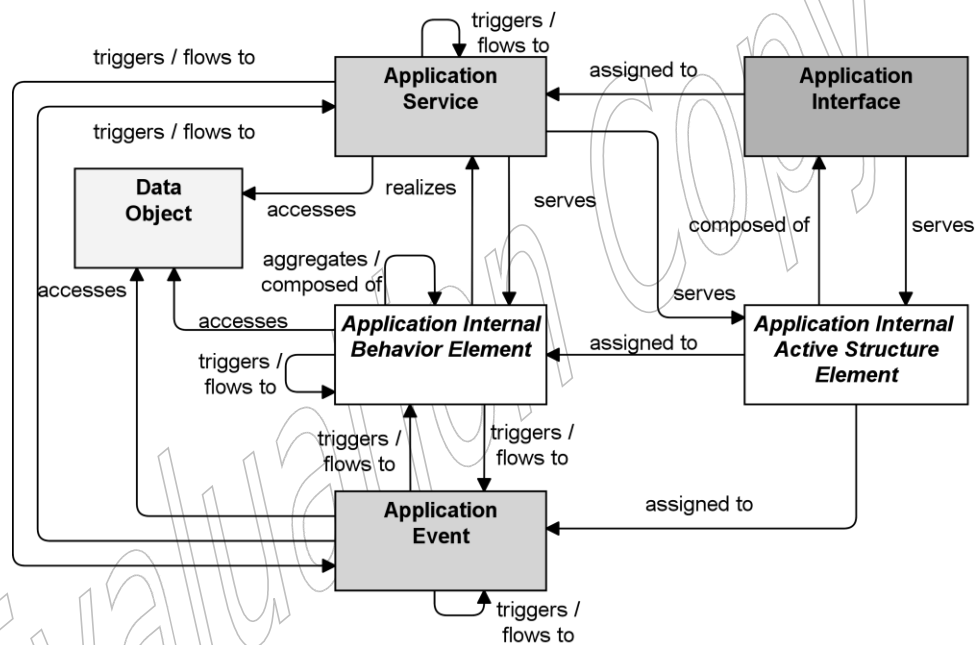 triggers /
flows to
triggers / flows to
Application
Service
assigned to
Application
Interface
triggers / flows to
Data
Object
accesses
realizes
serves
composed of
serves
aggregates /
composed of
accesses
serves
accesses
Application Internal
Behavior Element
assigned to
Application Internal
Active Structure
Element
triggers /
flows to
triggers /
flows to
triggers /
flows to
Application
Event
assigned to
triggers /
flows to
Evaluation Copy